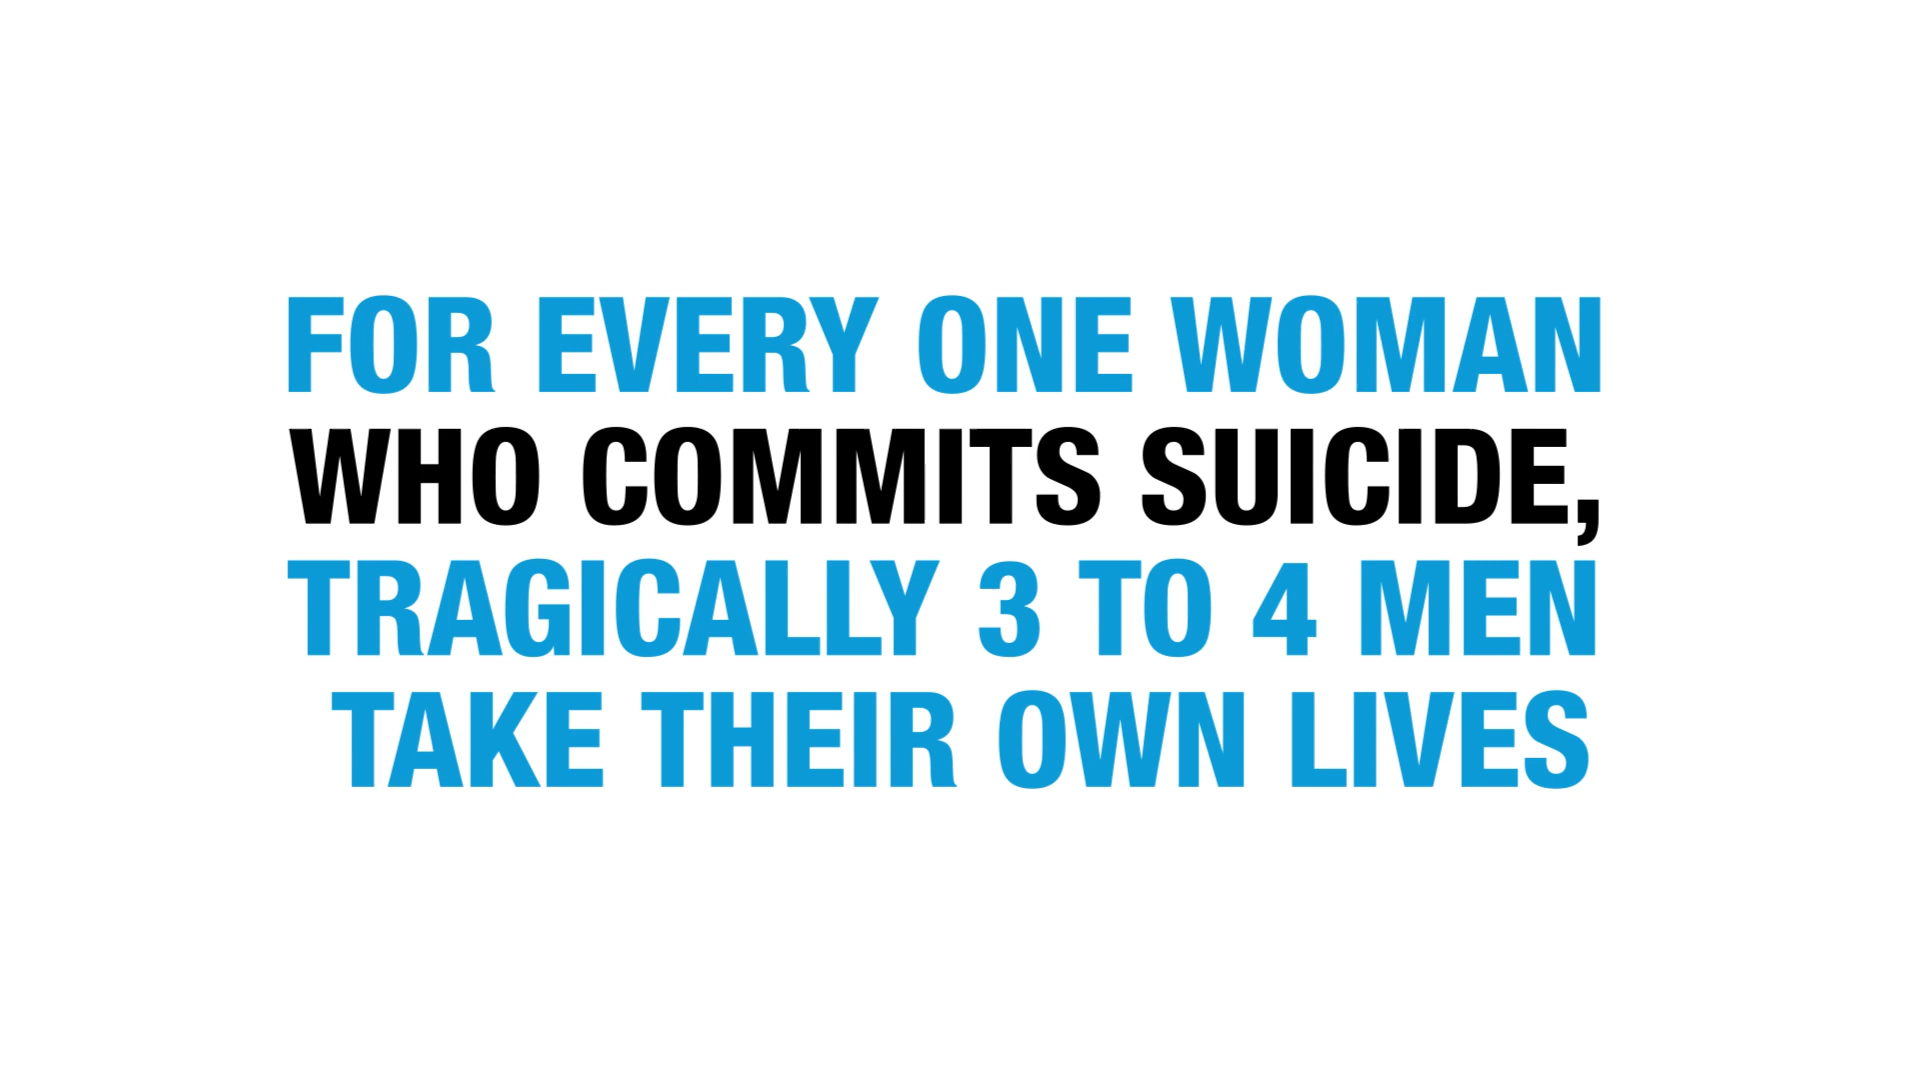 FOR EVERY ONE WOMAN
WHO COMMITS SUICIDE,
TRAGICALLY 3 TO 4 MEN
TAKE THEIR OWN LIVES